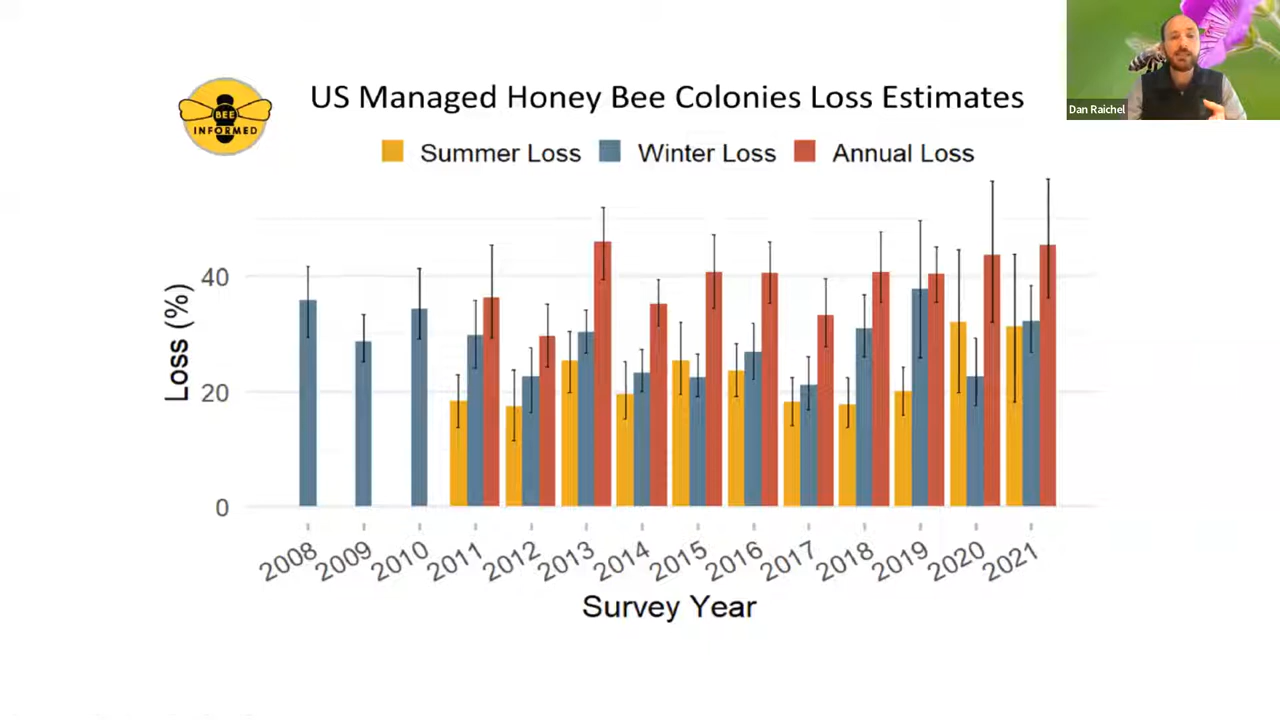 US Managed Honey Bee Colonies Loss Estimates
Dan Raichel
BEE
INFORMED
Summer Loss Winter Loss Annual Loss
Loss (%)
40
20
0
2008 2009 2010 2011 2012 2013 2014 2015 2016 2017 2018 2019 2020 2021
Survey Year